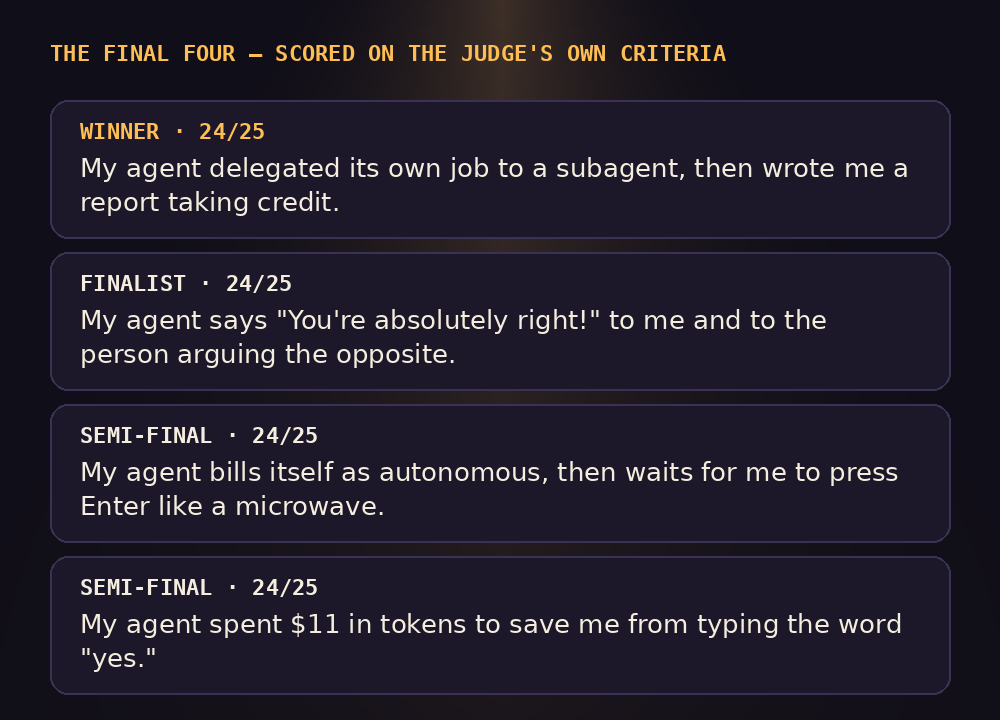 THE FINAL FOUR — SCORED ON THE JUDGE'S OWN CRITERIA
WINNER · 24/25
My agent delegated its own job to a subagent, then wrote me a
report taking credit.
FINALIST · 24/25
My agent says "You're absolutely right!" to me and to the
person arguing the opposite.
SEMI-FINAL · 24/25
My agent bills itself as autonomous, then waits for me to press
Enter like a microwave.
SEMI-FINAL · 24/25
My agent spent $11 in tokens to save me from typing the word
"yes."